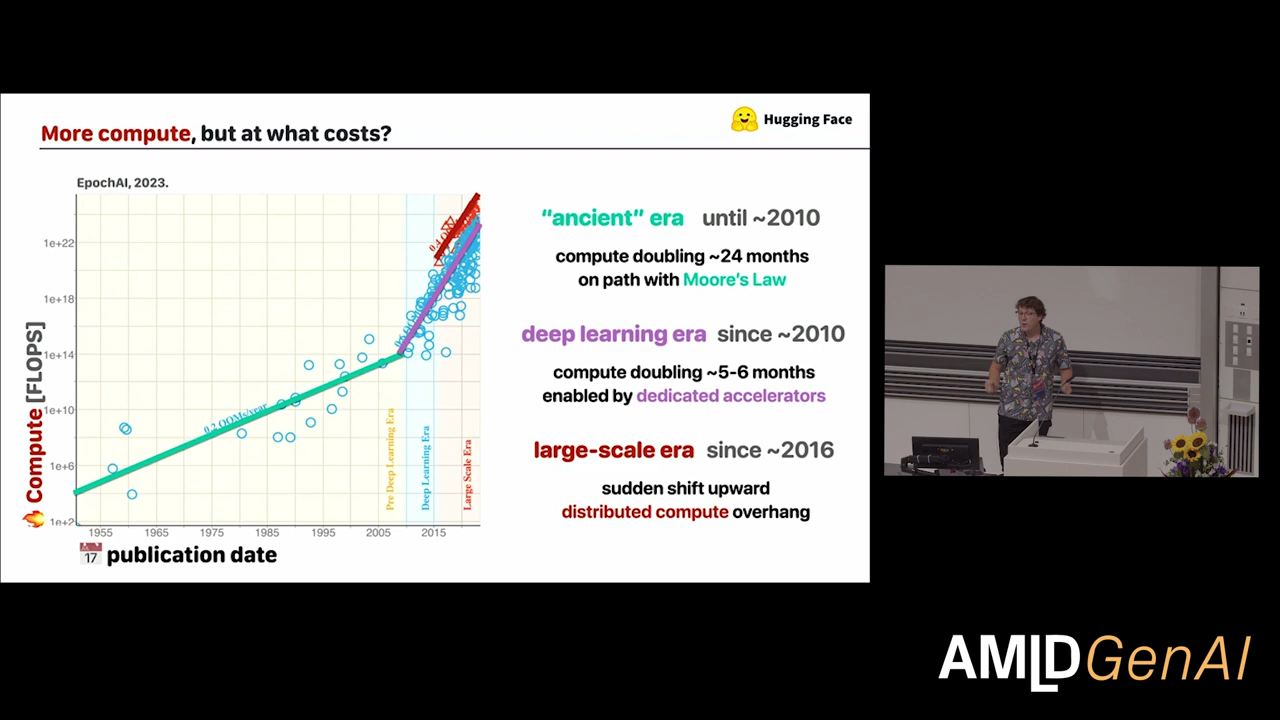 More compute, but at what costs?
Hugging Face
EpochAI, 2023.
1e+22
1e+18
1e+14
1e+10
1e+6
1e+2
Compute [FLOPS]
0.2 OOMs/year
Pre Deep Learning Era
Deep Learning Era
Large Scale Era
1955 1965 1975 1985 1995 2005 2015
17 publication date
“ancient” era until ~2010
compute doubling ~24 months
on path with Moore’s Law
deep learning era since ~2010
compute doubling ~5-6 months
enabled by dedicated accelerators
large-scale era since ~2016
sudden shift upward
distributed compute overhang
AMLD GenAI